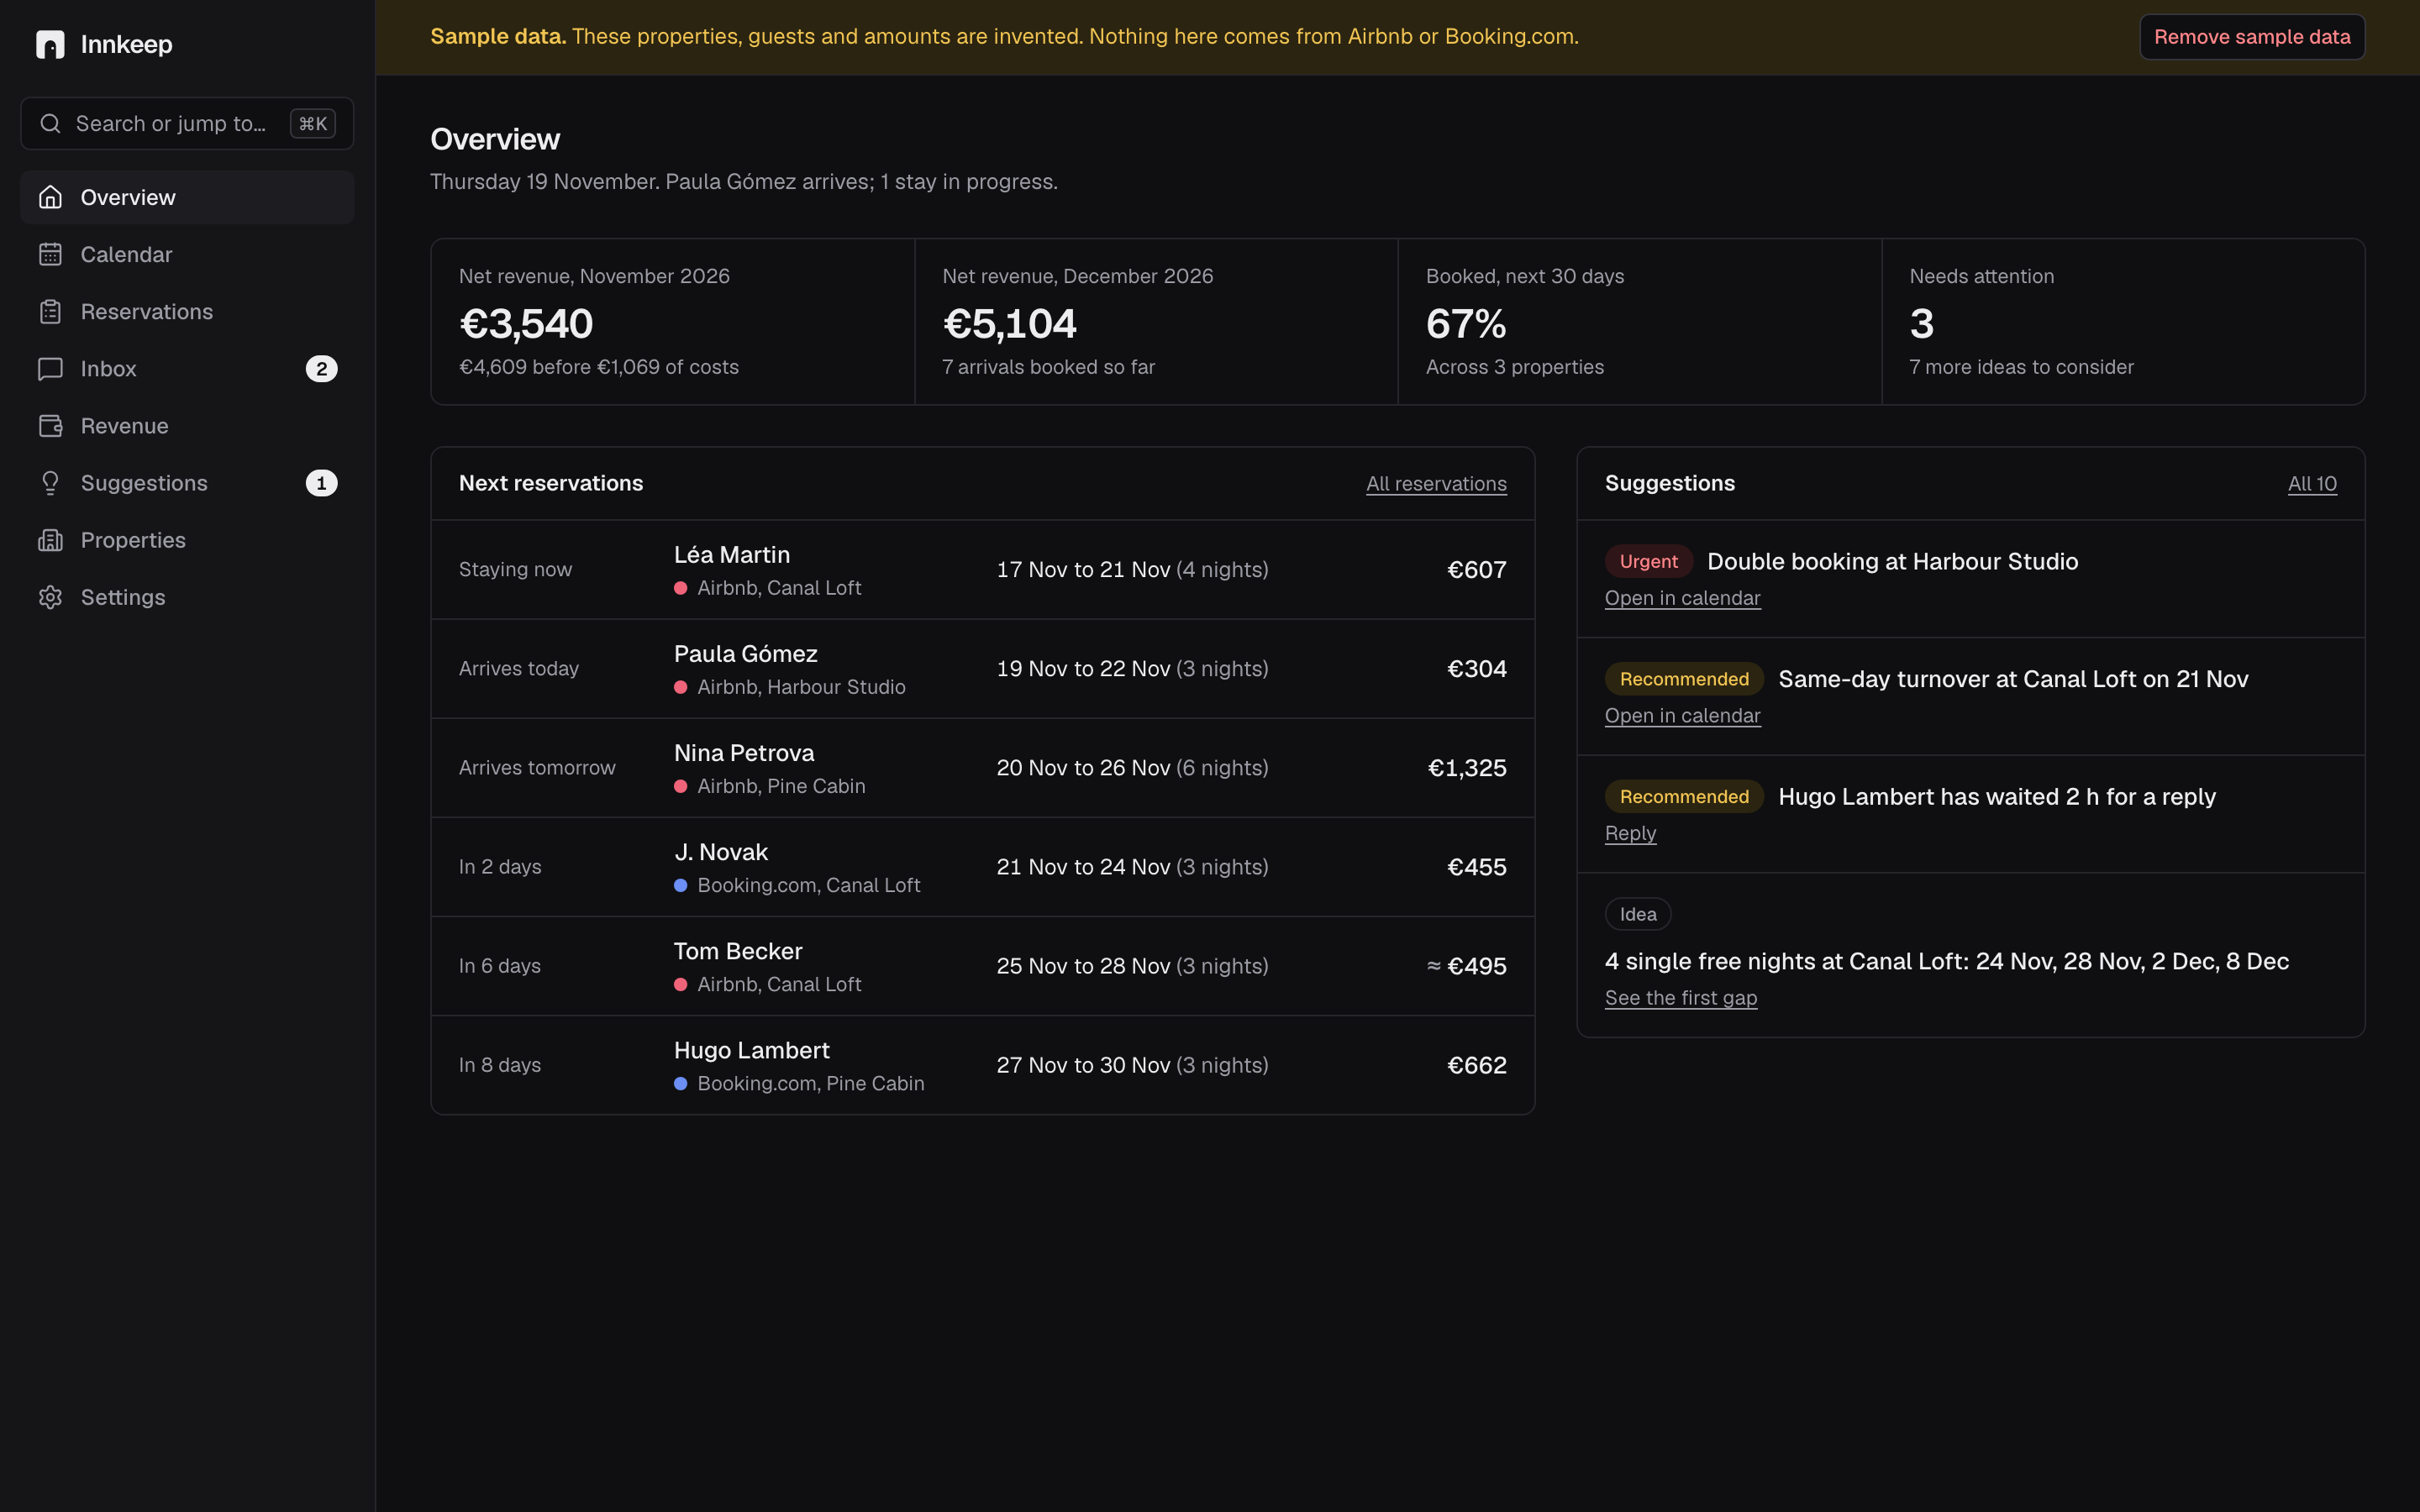 Innkeep
Search or jump to...
⌘K
Overview
Calendar
Reservations
Inbox
2
Revenue
Suggestions
1
Properties
Settings
Sample data. These properties, guests and amounts are invented. Nothing here comes from Airbnb or Booking.com.
Remove sample data
Overview
Thursday 19 November. Paula Gómez arrives; 1 stay in progress.
Net revenue, November 2026
€3,540
€4,609 before €1,069 of costs
Net revenue, December 2026
€5,104
7 arrivals booked so far
Booked, next 30 days
67%
Across 3 properties
Needs attention
3
7 more ideas to consider
Next reservations
All reservations
Staying now
Léa Martin
Airbnb, Canal Loft
17 Nov to 21 Nov (4 nights)
€607
Arrives today
Paula Gómez
Airbnb, Harbour Studio
19 Nov to 22 Nov (3 nights)
€304
Arrives tomorrow
Nina Petrova
Airbnb, Pine Cabin
20 Nov to 26 Nov (6 nights)
€1,325
In 2 days
J. Novak
Booking.com, Canal Loft
21 Nov to 24 Nov (3 nights)
€455
In 6 days
Tom Becker
Airbnb, Canal Loft
25 Nov to 28 Nov (3 nights)
≈ €495
In 8 days
Hugo Lambert
Booking.com, Pine Cabin
27 Nov to 30 Nov (3 nights)
€662
Suggestions
All 10
Urgent
Double booking at Harbour Studio
Open in calendar
Recommended
Same-day turnover at Canal Loft on 21 Nov
Open in calendar
Recommended
Hugo Lambert has waited 2 h for a reply
Reply
Idea
4 single free nights at Canal Loft: 24 Nov, 28 Nov, 2 Dec, 8 Dec
See the first gap